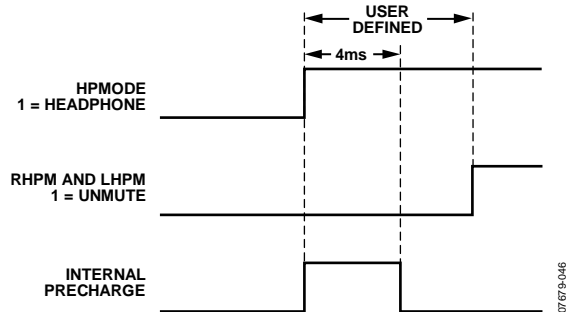 USER
DEFINED
4ms
HPMODE
1 = HEADPHONE
RHPM AND LHPM
1 = UNMUTE
INTERNAL
PRECHARGE
07679-046